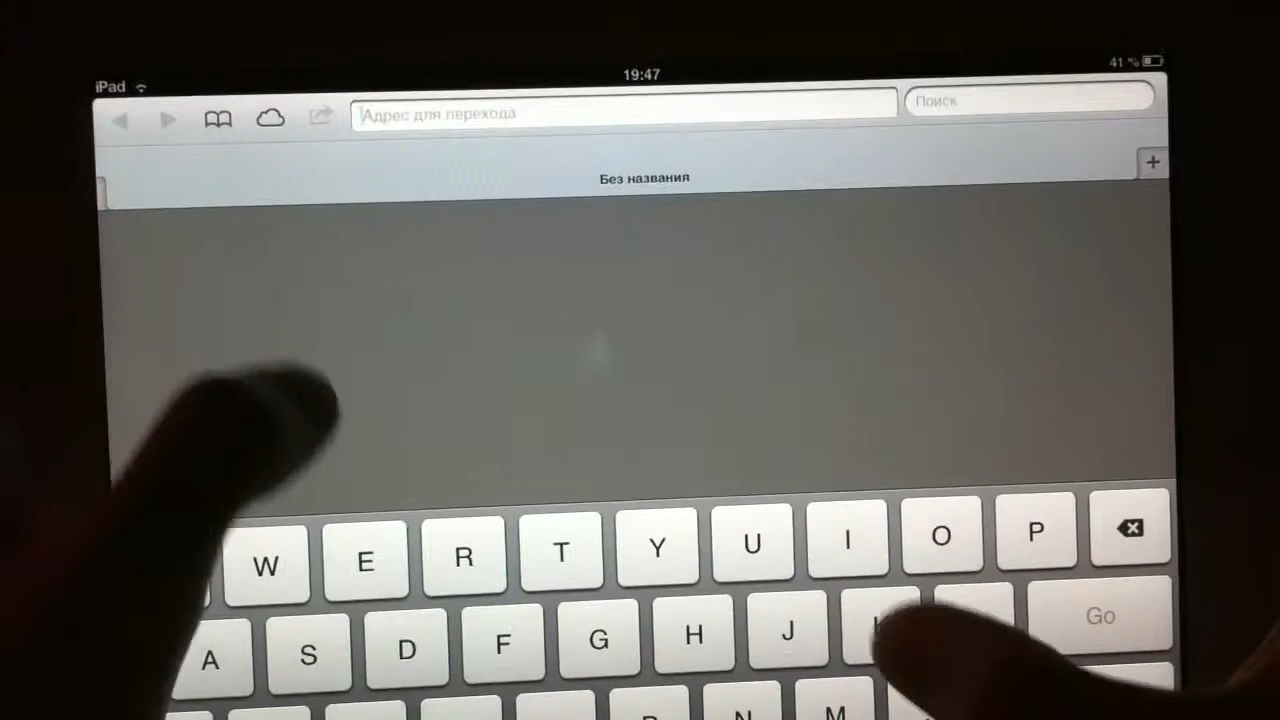 iPad 19:47 41 %
Адрес для перехода Поиск
Без названия +
W E R T Y U I O P
A S D F G H J Go
N M